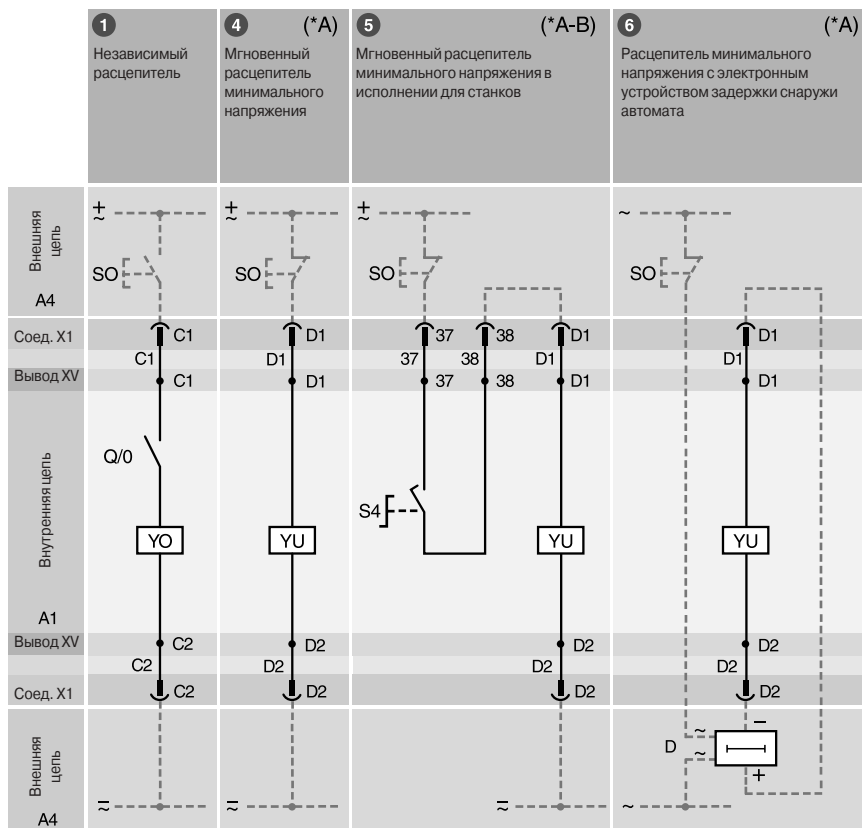 1
4 (*A)
5 (*A-B)
6 (*A)
Независимый
расцепитель
Мгновенный
расцепитель
минимального
напряжения
Мгновенный расцепитель
минимального напряжения в
исполнении для станков
Расцепитель минимального
напряжения с электронным
устройством задержки снаружи
автомата
Внешняя
цепь
A4
+
~
+
~
+
~
~
SO
SO
SO
SO
Соед. X1
C1
D1
37
38
D1
D1
C1
D1
37
38
D1
D1
Вывод XV
C1
D1
37
38
D1
D1
Внутренняя цепь
A1
Q/0
S4
YO
YU
YU
YU
Вывод XV
C2
D2
D2
D2
C2
D2
D2
D2
Соед. X1
C2
D2
D2
D2
Внешняя
цепь
A4
D
~
~
–
+
–
~
–
~
–
~
~